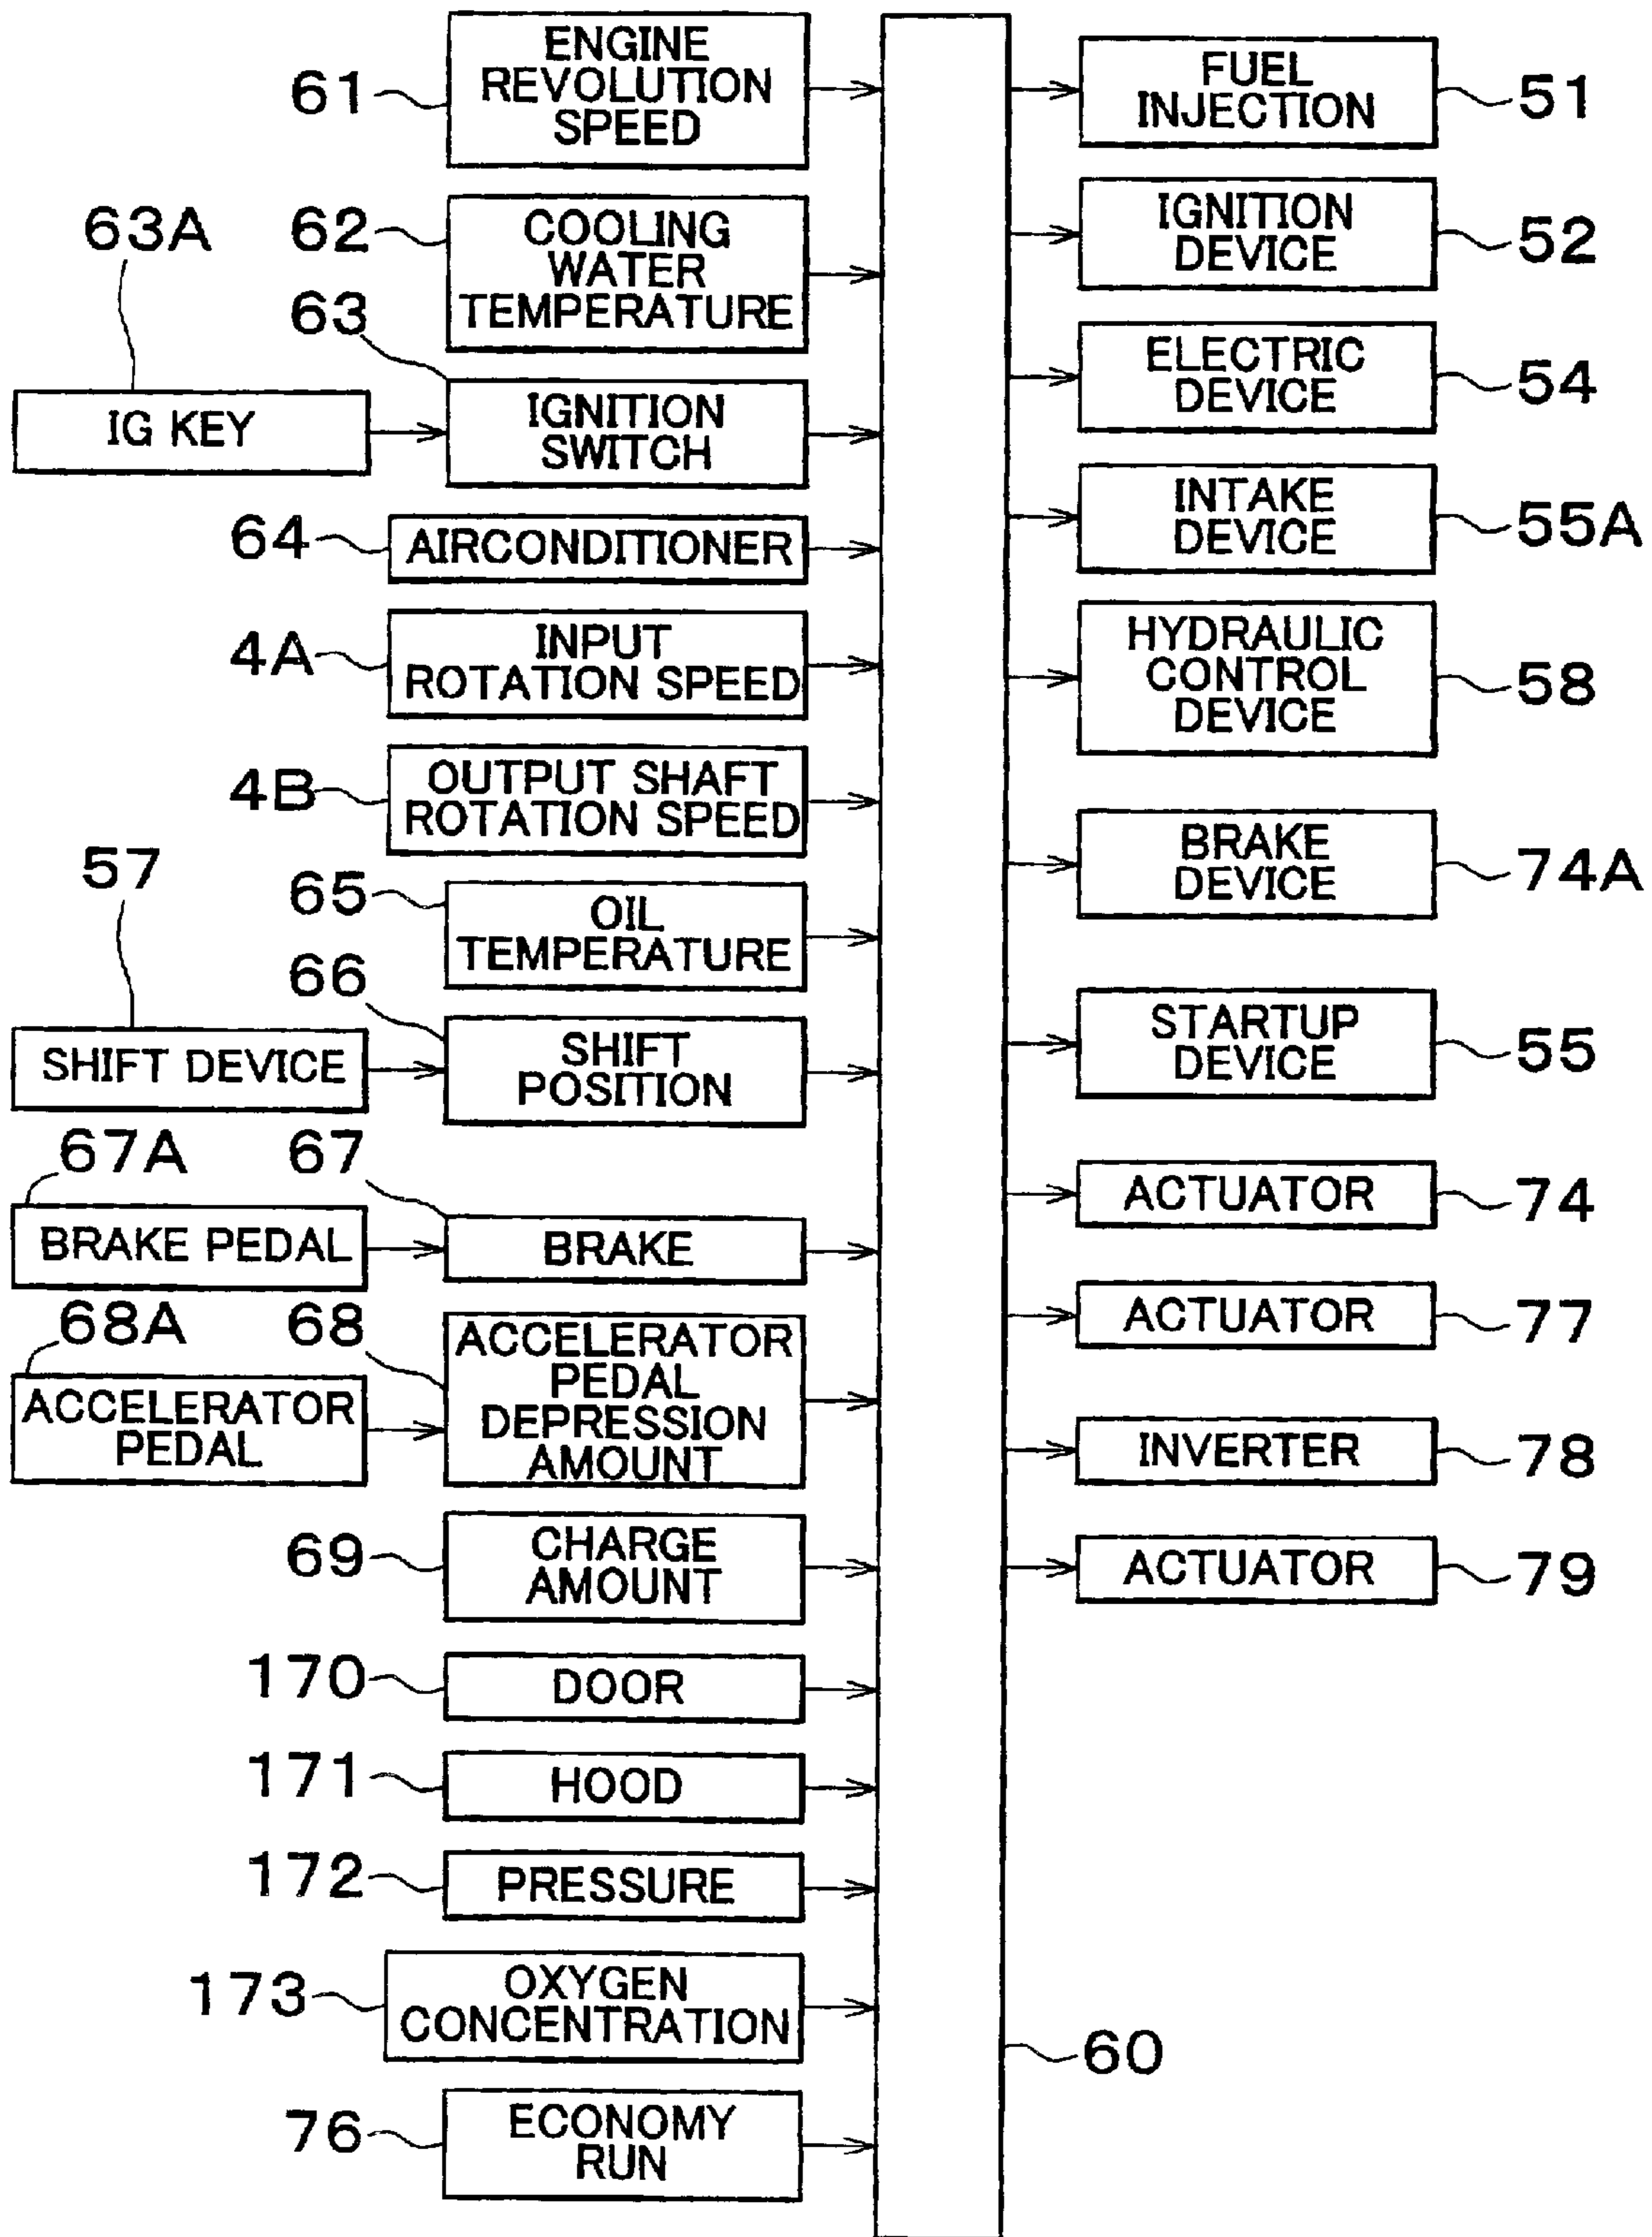 61
ENGINE
REVOLUTION
SPEED
63A
62
COOLING
WATER
TEMPERATURE
63
IG KEY
IGNITION
SWITCH
64
AIRCONDITIONER
4A
INPUT
ROTATION SPEED
4B
OUTPUT SHAFT
ROTATION SPEED
57
65
OIL
TEMPERATURE
66
SHIFT DEVICE
SHIFT
POSITION
67A
67
BRAKE PEDAL
BRAKE
68A
68
ACCELERATOR
PEDAL
ACCELERATOR
PEDAL
DEPRESSION
AMOUNT
69
CHARGE
AMOUNT
170
DOOR
171
HOOD
172
PRESSURE
173
OXYGEN
CONCENTRATION
76
ECONOMY
RUN
60
FUEL
INJECTION
51
IGNITION
DEVICE
52
ELECTRIC
DEVICE
54
INTAKE
DEVICE
55A
HYDRAULIC
CONTROL
DEVICE
58
BRAKE
DEVICE
74A
STARTUP
DEVICE
55
ACTUATOR
74
ACTUATOR
77
INVERTER
78
ACTUATOR
79